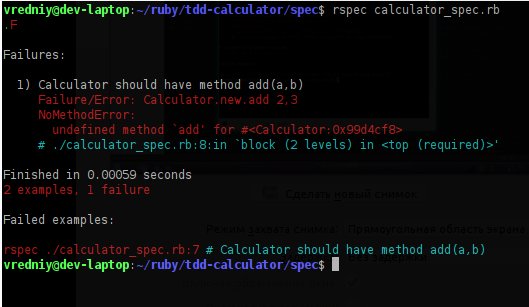 vredniy@dev-laptop:~/ruby/tdd-calculator/spec$ rspec calculator_spec.rb
.F
Failures:
1) Calculator should have method add(a,b)
Failure/Error: Calculator.new.add 2,3
NoMethodError:
undefined method `add' for #<Calculator:0x99d4cf8>
# ./calculator_spec.rb:8:in `block (2 levels) in <top (required)>'
Finished in 0.00059 seconds
2 examples, 1 failure
Сделать новый снимок
Failed examples:
Режим захвата снимка: Прямоугольная область экрана
rspec ./calculator_spec.rb:7 # Calculator should have method add(a,b)
Без задержки
vredniy@dev-laptop:~/ruby/tdd-calculator/spec$